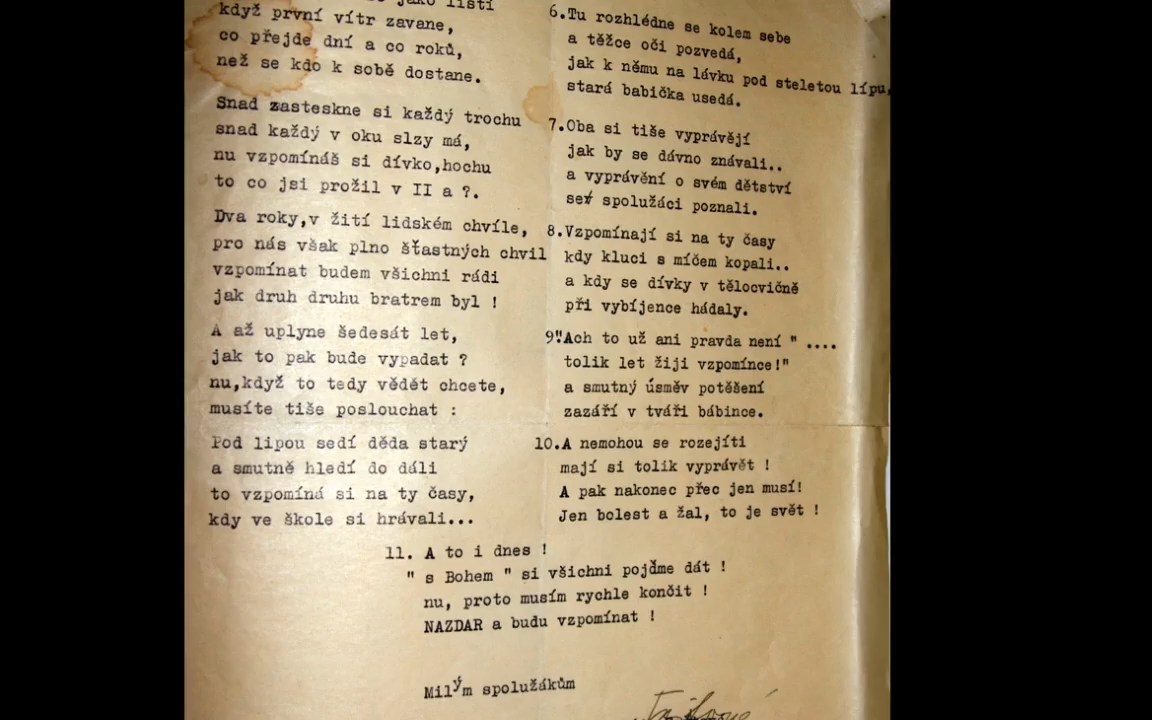 jako listí
když první vítr zavane,
co přejde dní a co roků,
než se kdo k sobě dostane.
Snad zasteskne si každý trochu
snad každý v oku slzy má,
nu vzpomínáš si dívko,hochu
to co jsi prožil v II a ?.
Dva roky,v žití lidském chvíle,
pro nás však plno šťastných chvil
vzpomínat budem všichni rádi
jak druh druhu bratrem byl !
A až uplyne šedesát let,
jak to pak bude vypadat ?
nu,když to tedy vědět chcete,
musíte tiše poslouchat :
Pod lipou sedí děda starý
a smutně hledí do dáli
to vzpomíná si na ty časy,
kdy ve škole si hrávali...
6.Tu rozhlédne se kolem sebe
a těžce oči pozvedá,
jak k němu na lávku pod steletou lípu,
stará babička usedá.
7.Oba si tiše vyprávějí
jak by se dávno znávali..
a vyprávění o svém dětství
se spolužáci poznali.
8.Vzpomínají si na ty časy
kdy kluci s míčem kopali..
a kdy se dívky v tělocvičně
při vybíjence hádaly.
9."Ach to už ani pravda není " ....
tolik let žiji vzpomínce!"
a smutný úsměv potěšení
zazáří v tváři bábince.
10.A nemohou se rozejíti
mají si tolik vyprávět !
A pak nakonec přec jen musí!
Jen bolest a žal, to je svět !
11. A to i dnes !
" s Bohem " si všichni pojďme dát !
nu, proto musím rychle končit !
NAZDAR a budu vzpomínat !
Milým spolužákům